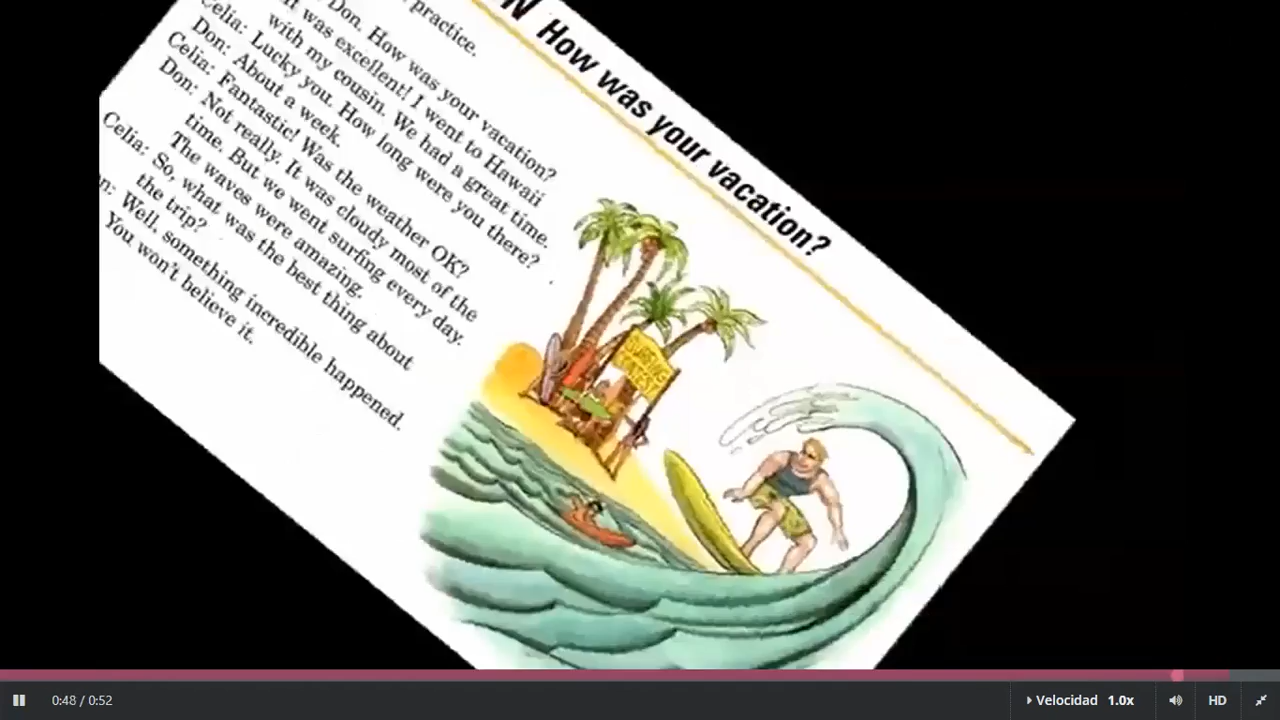 How was your vacation?
practice.
Don. How was your vacation?
It was excellent! I went to Hawaii
with my cousin. We had a great time.
Celia: Lucky you. How long were you there?
Don: About a week.
Celia: Fantastic! Was the weather OK?
Don: Not really. It was cloudy most of the
time. But we went surfing every day.
The waves were amazing.
Celia: So, what was the best thing about
the trip?
on: Well, something incredible happened.
You won't believe it.
SURFING
CONTEST
0:48 / 0:52
Velocidad 1.0x
HD